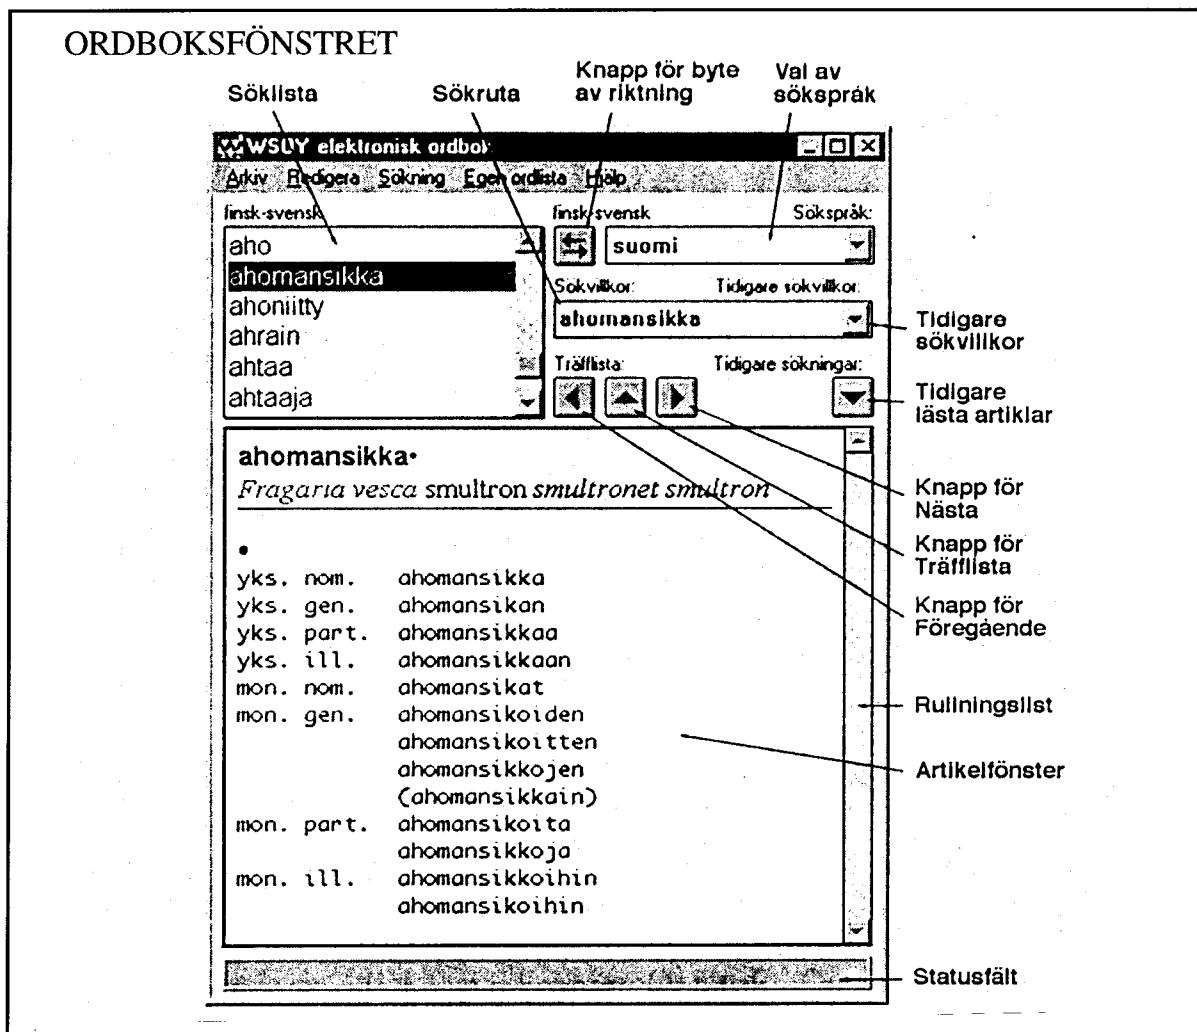 ORDBOKSFÖNSTRET
Söklista
Sökruta
Knapp för byte
av riktning
Val av
sökspråk
WSOY elektronisk ordbok
Arkiv Redigera Sökning Egen ordlista Hjälp
finsk-svensk
finsk-svensk
Sökspråk:
aho
ahomansikka
ahoniitty
ahrain
ahtaa
ahtaaja
suomi
Sökvillkor:
Tidigare sökvillkor:
ahomansikka
Träfflista:
Tidigare sökningar:
Tidigare
sökvillkor
Tidigare
lästa artiklar
ahomansikka•
Fragaria vesca smultron smultronet smultron
•
yks. nom. ahomansikka
yks. gen. ahomansikan
yks. part. ahomansikkaa
yks. ill. ahomansikkaan
mon. nom. ahomansikat
mon. gen. ahomansikoiden
ahomansikoitten
ahomansikkojen
(ahomansikkain)
mon. part. ahomansikoita
ahomansikkoja
mon. ill. ahomansikkoihin
ahomansikoihin
Knapp för
Nästa
Knapp för
Träfflista
Knapp för
Föregående
Rullningslist
Artikelfönster
Statusfält